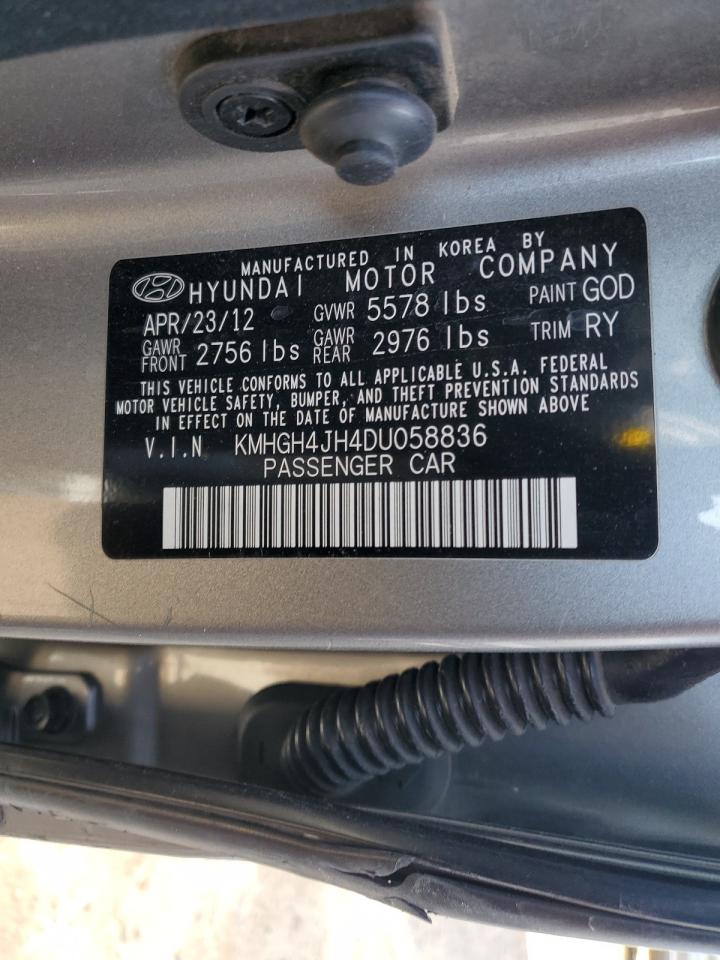 MANUFACTURED IN KOREA BY
HYUNDAI MOTOR COMPANY
APR/23/12 GVWR 5578 lbs PAINT GOD
GAWR FRONT 2756 lbs GAWR REAR 2976 lbs TRIM RY
THIS VEHICLE CONFORMS TO ALL APPLICABLE U.S.A. FEDERAL
MOTOR VEHICLE SAFETY, BUMPER, AND THEFT PREVENTION STANDARDS
IN EFFECT ON THE DATE OF MANUFACTURE SHOWN ABOVE
V.I.N KMHGH4JH4DU058836
PASSENGER CAR